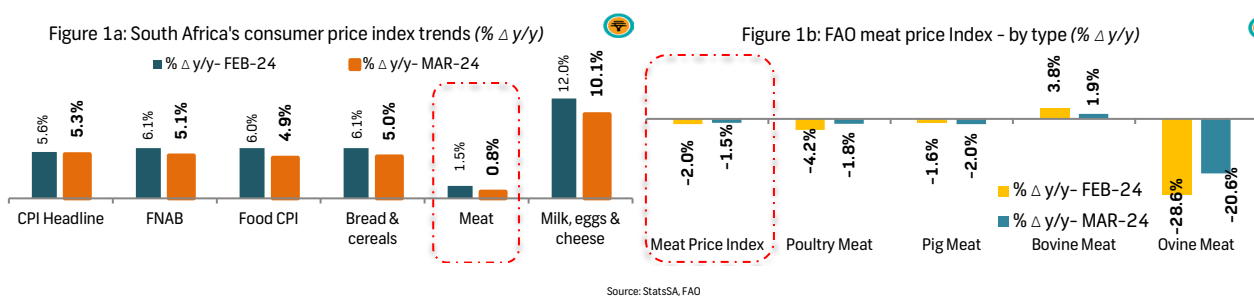 Figure 1a: South Africa's consumer price index trends (% Δ y/y)
% Δ y/y- FEB-24
% Δ y/y- MAR-24
5.6%
5.3%
6.1%
5.1%
6.0%
4.9%
6.1%
5.0%
1.5%
0.8%
12.0%
10.1%
CPI Headline
FNAB
Food CPI
Bread &
cereals
Meat
Milk, eggs &
cheese
Figure 1b: FAO meat price Index - by type (% Δ y/y)
-2.0%
-1.5%
-4.2%
-1.8%
-1.6%
-2.0%
3.8%
1.9%
-28.6%
-20.6%
% Δ y/y- FEB-24
% Δ y/y- MAR-24
Meat Price Index
Poultry Meat
Pig Meat
Bovine Meat
Ovine Meat
Source: StatsSA, FAO